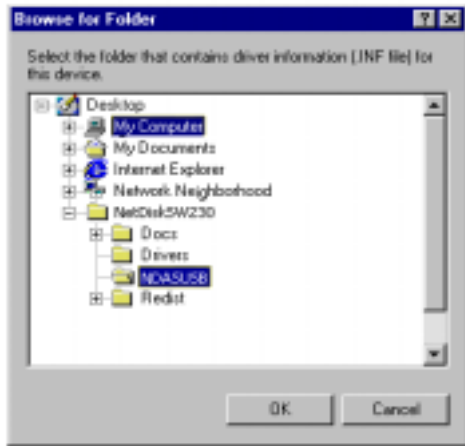 Browse for Folder
Select the folder that contains driver information (.INF file) for
this device.
Desktop
My Computer
My Documents
Internet Explorer
Network Neighborhood
NetDiskSW230
Docs
Drivers
NDASUSB
Redist
OK
Cancel